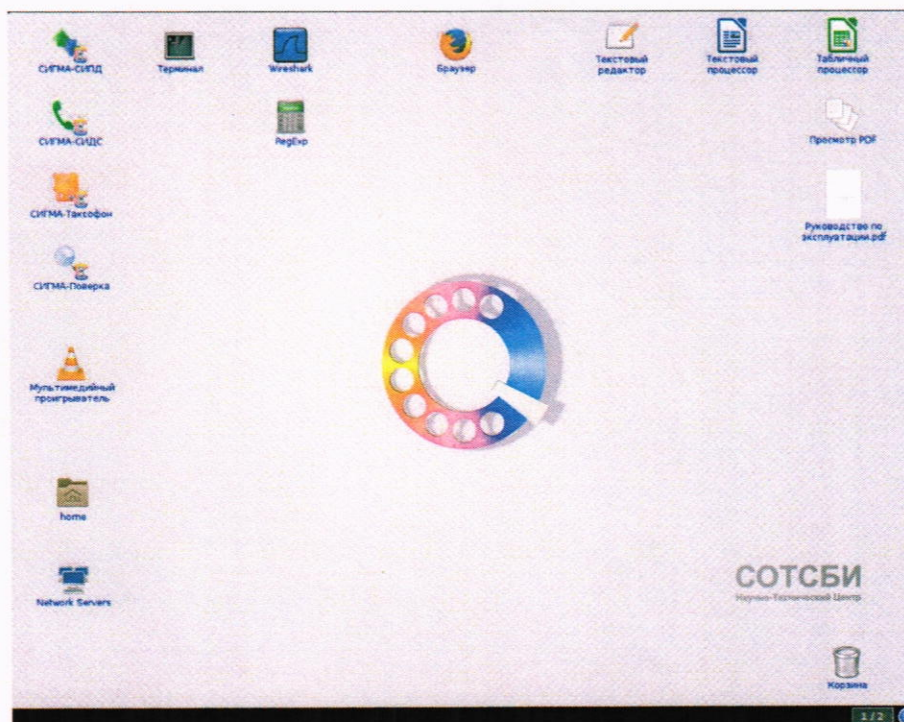 СИГМА-СИПД
Терминал
Wireshark
Браузер
Текстовый
редактор
Текстовый
процессор
Табличный
процессор
СИГМА-СИДС
RegExp
Просмотр PDF
СИГМА-Таксофон
Руководство по
эксплуатации.pdf
СИГМА-Поверка
Мультимедийный
проигрыватель
home
Network Servers
СОТСБИ
Научно-Технический Центр
Корзина
1 / 2